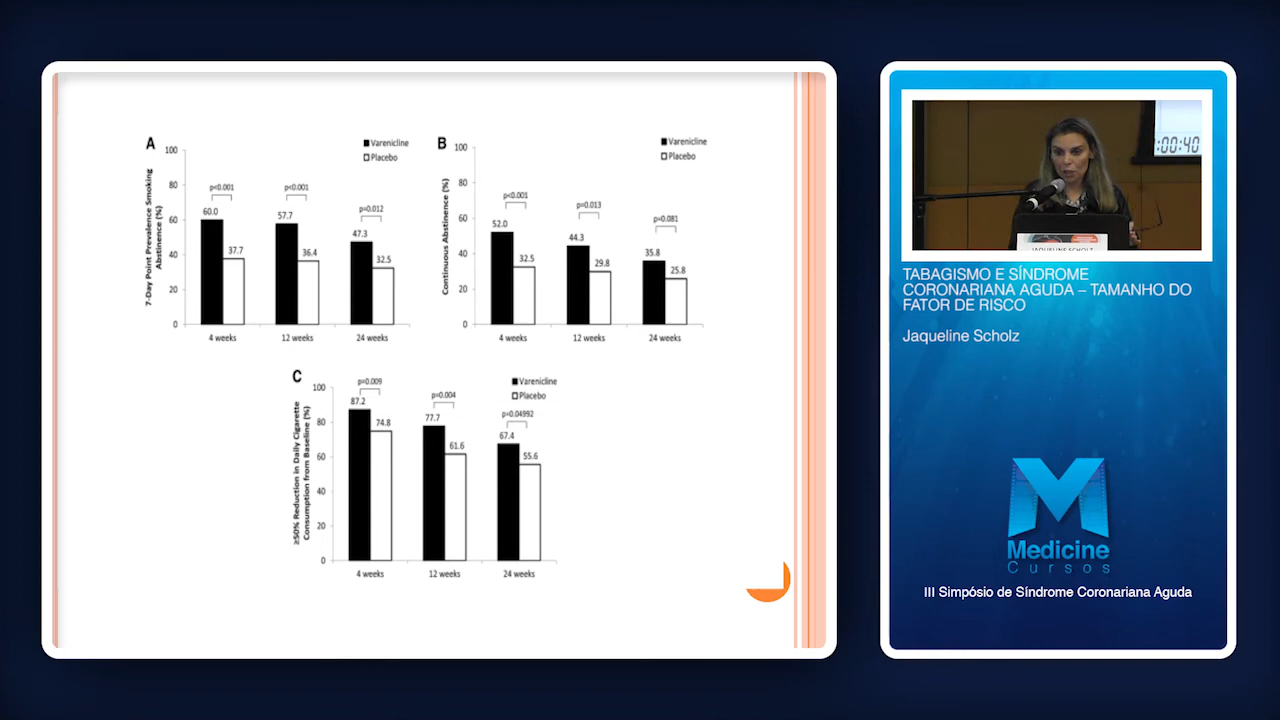 A
7-Day Point Prevalence Smoking
Abstinence (%)
100
80
60
40
20
0
Varenicline
Placebo
p<0.001
60.0
37.7
p<0.001
57.7
36.4
p=0.012
47.3
32.5
4 weeks
12 weeks
24 weeks
B
Continuous Abstinence (%)
100
80
60
40
20
0
Varenicline
Placebo
p<0.001
52.0
32.5
p=0.013
44.3
29.8
p=0.081
35.8
25.8
4 weeks
12 weeks
24 weeks
C
≥50% Reduction in Daily Cigarette
Consumption from Baseline (%)
100
80
60
40
20
0
Varenicline
Placebo
p=0.009
87.2
74.8
p=0.004
77.7
61.6
p=0.04992
67.4
55.6
4 weeks
12 weeks
24 weeks
:00:40
JAQUELINE SCHOLZ
TABAGISMO E SÍNDROME
CORONARIANA AGUDA – TAMANHO DO
FATOR DE RISCO
Jaqueline Scholz
Medicine
Cursos
III Simpósio de Síndrome Coronariana Aguda